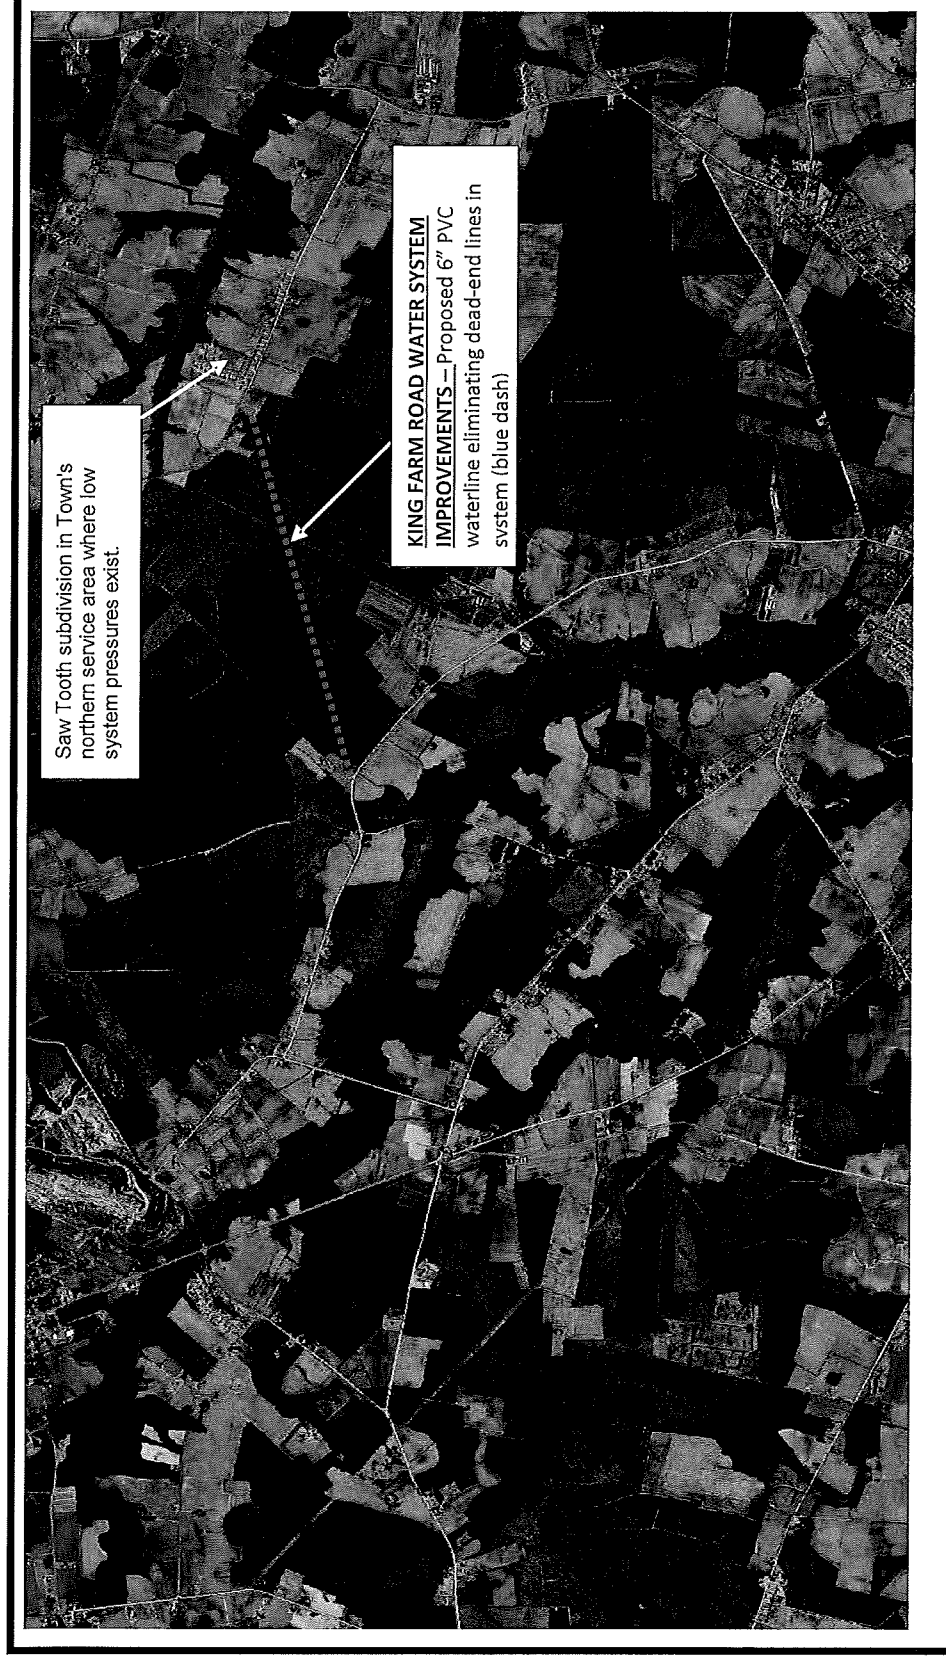 Saw Tooth subdivision in Town's
northern service area where low
system pressures exist.
KING FARM ROAD WATER SYSTEM
IMPROVEMENTS – Proposed 6" PVC
waterline eliminating dead-end lines in
system (blue dash)